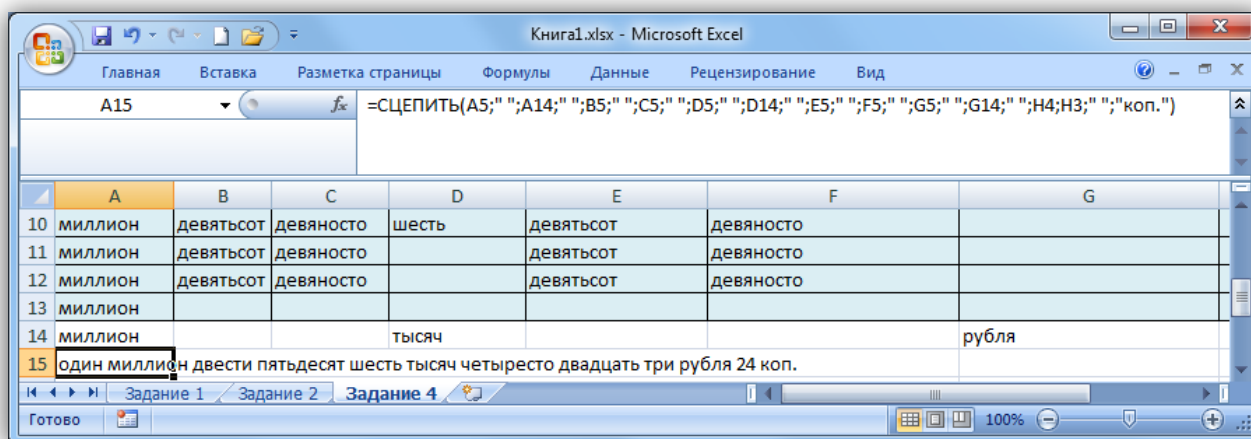 Книга1.xlsx - Microsoft Excel
Главная Вставка Разметка страницы Формулы Данные Рецензирование Вид
A15 fx =СЦЕПИТЬ(A5;" ";A14;" ";B5;" ";C5;" ";D5;" ";D14;" ";E5;" ";F5;" ";G5;" ";G14;" ";H4;H3;" ";"коп.")
A B C D E F G
10 миллион девятьсот девяносто шесть девятьсот девяносто
11 миллион девятьсот девяносто девятьсот девяносто
12 миллион девятьсот девяносто девятьсот девяносто
13 миллион
14 миллион тысяч рубля
15 один миллион двести пятьдесят шесть тысяч четыресто двадцать три рубля 24 коп.
Задание 1 Задание 2 Задание 4
Готово 100%